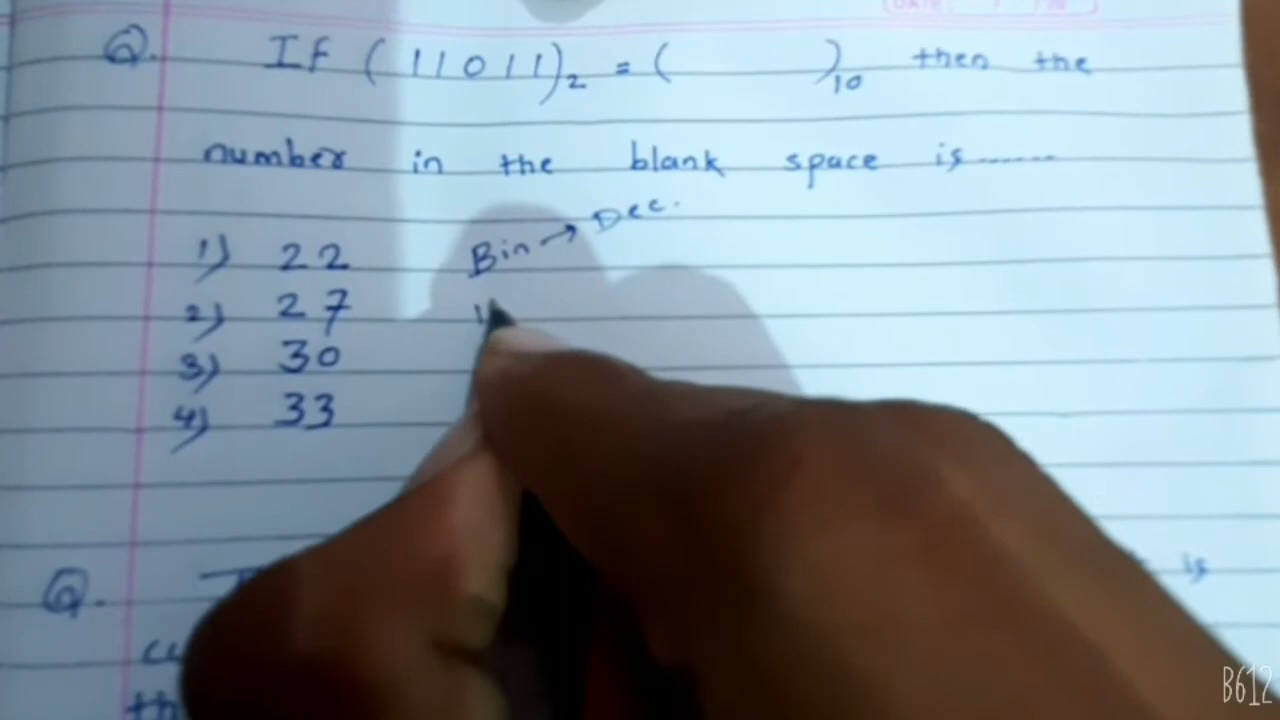 Q. If (11011)₂ = (        )₁₀ then the
number in the blank space is ......
Bin → Dec.
1) 22
2) 27
3) 30
4) 33
Q. is
B612